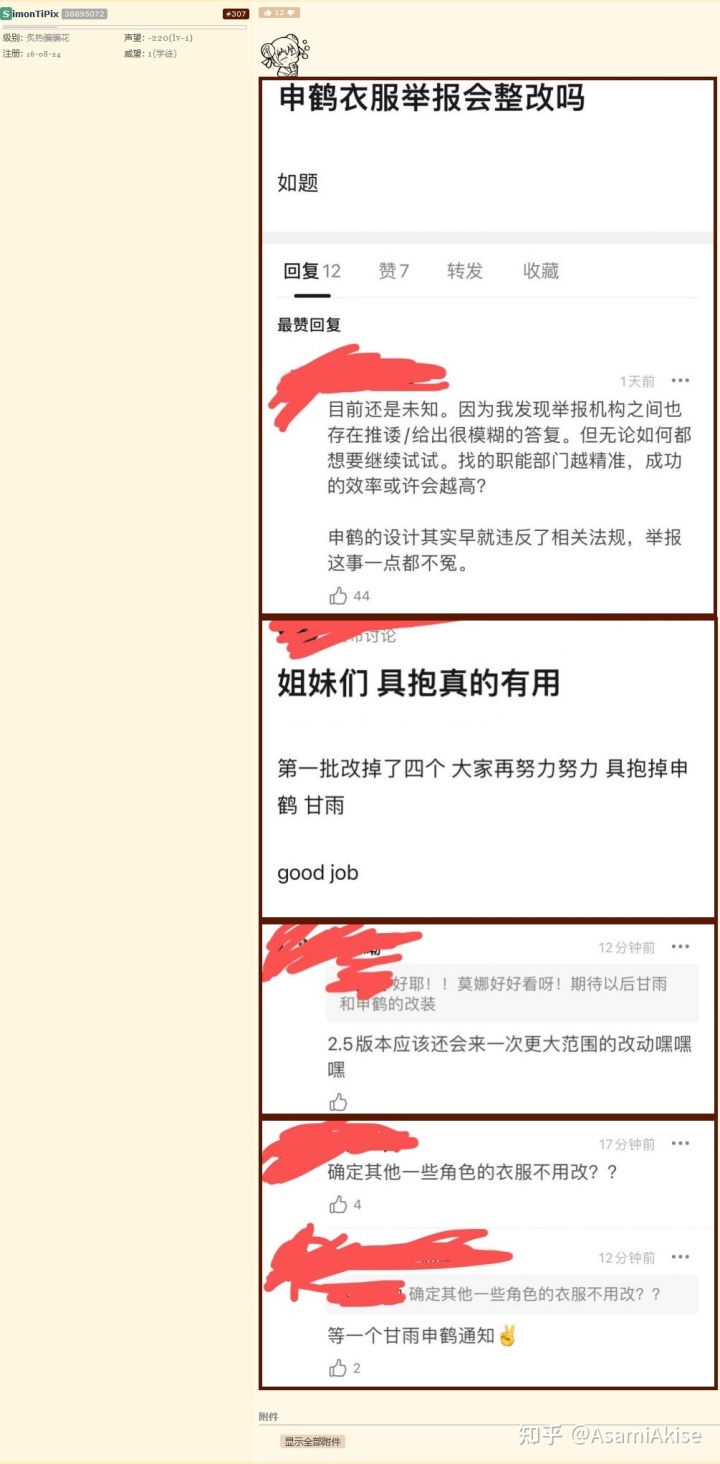 SimonTiPix 38895072 #307
级别: 炙热骗骗花 声望: -220(lv-1)
注册: 16-08-24 威望: 1(学徒)
12
申鹤衣服举报会整改吗
如题
回复 12 赞 7 转发 收藏
最赞回复
1天前
目前还是未知。因为我发现举报机构之间也
存在推诿/给出很模糊的答复。但无论如何都
想要继续试试。找的职能部门越精准，成功
的效率或许会越高？
申鹤的设计其实早就违反了相关法规，举报
这事一点都不冤。
44
讨论
姐妹们 具抱真的有用
第一批改掉了四个 大家再努力努力 具抱掉申
鹤 甘雨
good job
12分钟前
好耶！！莫娜好好看呀！期待以后甘雨
和申鹤的改装
2.5版本应该还会来一次更大范围的改动嘿嘿
嘿
17分钟前
确定其他一些角色的衣服不用改？？
4
12分钟前
确定其他一些角色的衣服不用改？？
等一个甘雨申鹤通知✌
2
附件
显示全部附件
知乎 @AsamiAkise